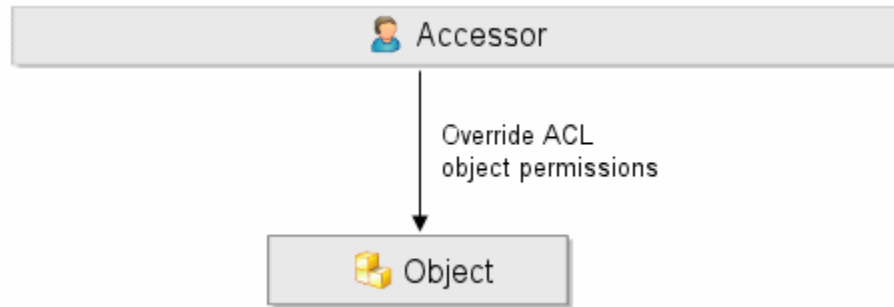 Accessor
Override ACL
object permissions
Object